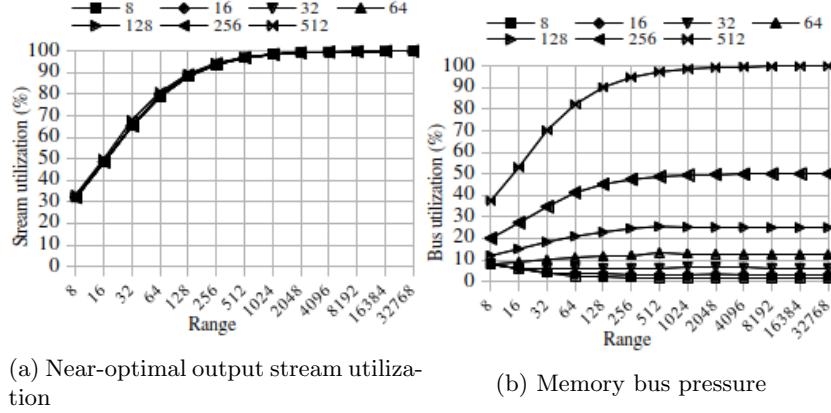 8 16 32 64
128 256 512
100
90
80
70
60
50
40
30
20
10
0
Stream utilization (%)
8 16 32 64 128 256 512 1024 2048 4096 8192 16384 32768
Range
(a) Near-optimal output stream utiliza-
tion
8 16 32 64
128 256 512
100
90
80
70
60
50
40
30
20
10
0
Bus utilization (%)
8 16 32 64 128 256 512 1024 2048 4096 8192 16384 32768
Range
(b) Memory bus pressure